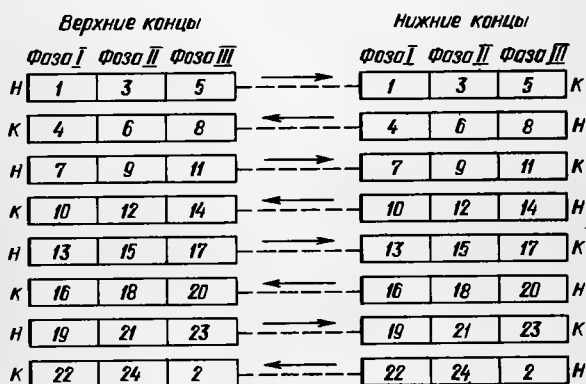 Верхние концы Нижние концы
Фаза I Фаза II Фаза III Фаза I Фаза II Фаза III
Н 1 3 5 1 3 5 К
К 4 6 8 4 6 8 Н
Н 7 9 11 7 9 11 К
К 10 12 14 10 12 14 Н
Н 13 15 17 13 15 17 К
К 16 18 20 16 18 20 Н
Н 19 21 23 19 21 23 К
К 22 24 2 22 24 2 Н